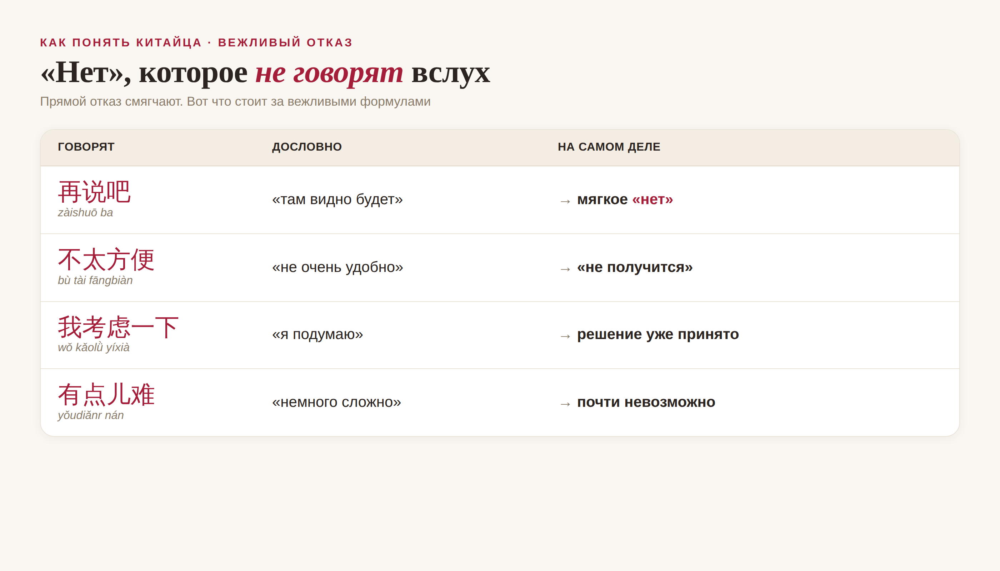 КАК ПОНЯТЬ КИТАЙЦА · ВЕЖЛИВЫЙ ОТКАЗ
«Нет», которое не говорят вслух
Прямой отказ смягчают. Вот что стоит за вежливыми формулами
ГОВОРЯТ ДОСЛОВНО НА САМОМ ДЕЛЕ
再说吧
zàishuō ba
«там видно будет» → мягкое «нет»
不太方便
bù tài fāngbiàn
«не очень удобно» → «не получится»
我考虑一下
wǒ kǎolǜ yíxià
«я подумаю» → решение уже принято
有点儿难
yǒudiǎnr nán
«немного сложно» → почти невозможно